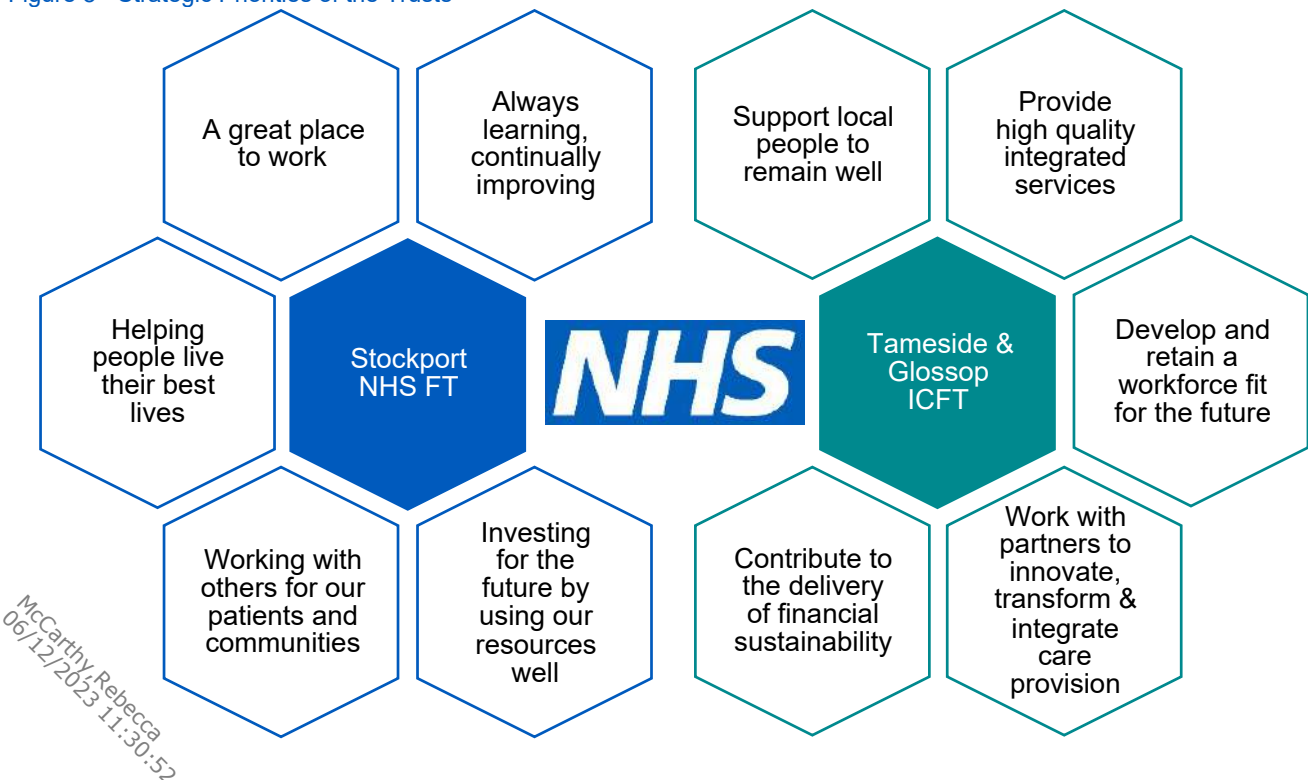 A great place
to work
Always
learning,
continually
improving
Support local
people to
remain well
Provide
high quality
integrated
services
Helping
people live
their best
lives
Stockport
NHS FT
NHS
Tameside &
Glossop
ICFT
Develop and
retain a
workforce fit
for the future
Working with
others for our
patients and
communities
Investing
for the
future by
using our
resources
well
Contribute to
the delivery
of financial
sustainability
Work with
partners to
innovate,
transform &
integrate
care
provision
McCarthy, Rebecca
06/12/2023 11:30:52